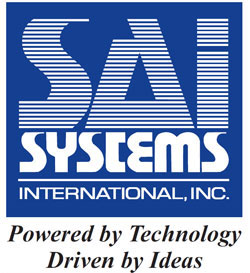 SAI
SYSTEMS
INTERNATIONAL, INC.
Powered by Technology
Driven by Ideas